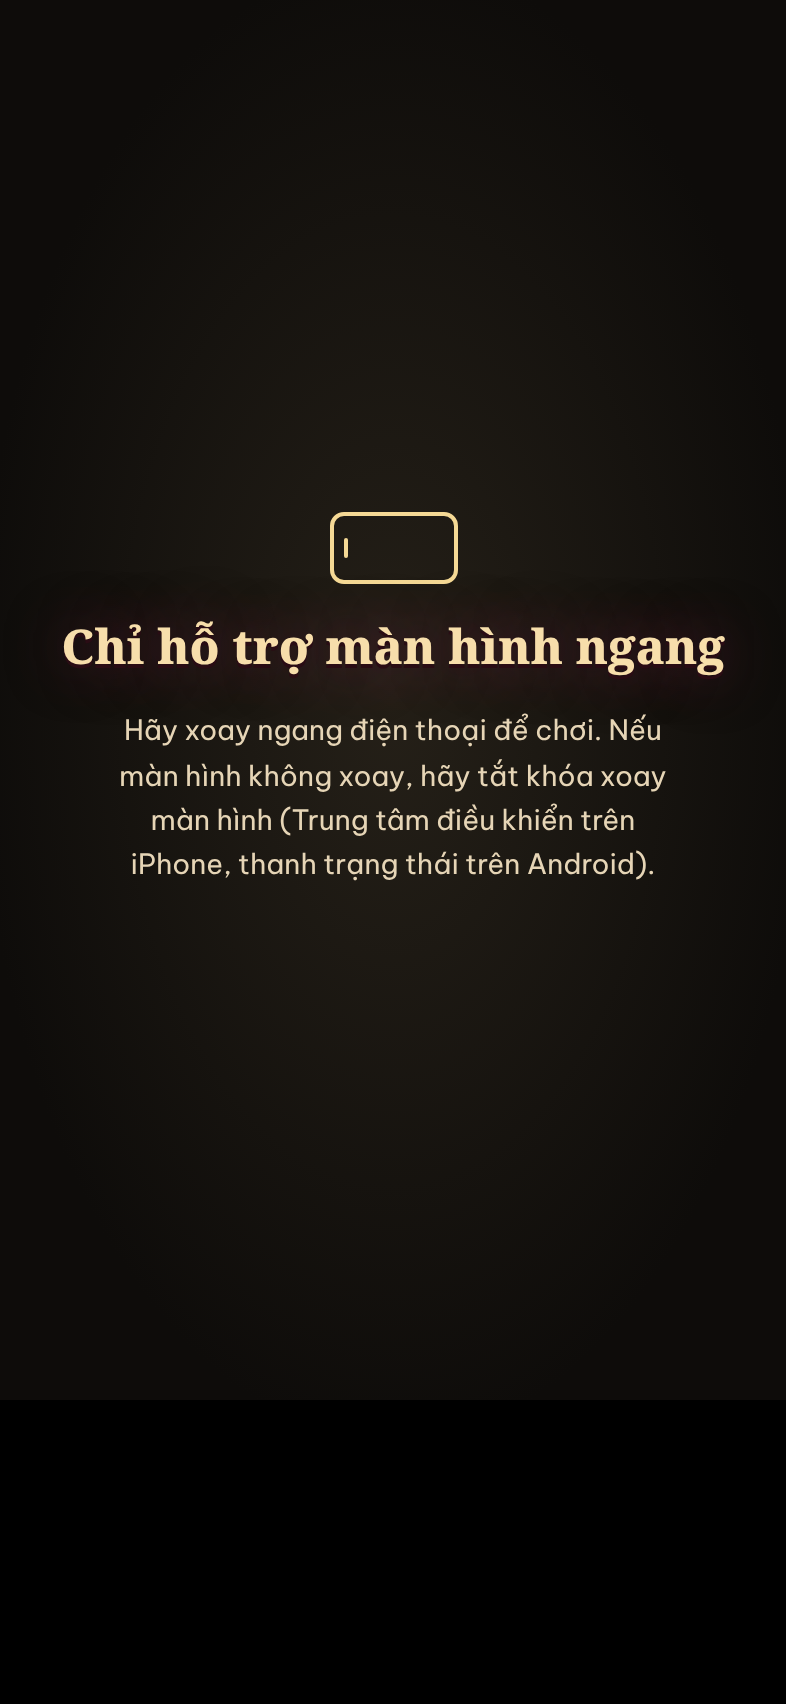 Chỉ hỗ trợ màn hình ngang
Hãy xoay ngang điện thoại để chơi. Nếu
màn hình không xoay, hãy tắt khóa xoay
màn hình (Trung tâm điều khiển trên
iPhone, thanh trạng thái trên Android).